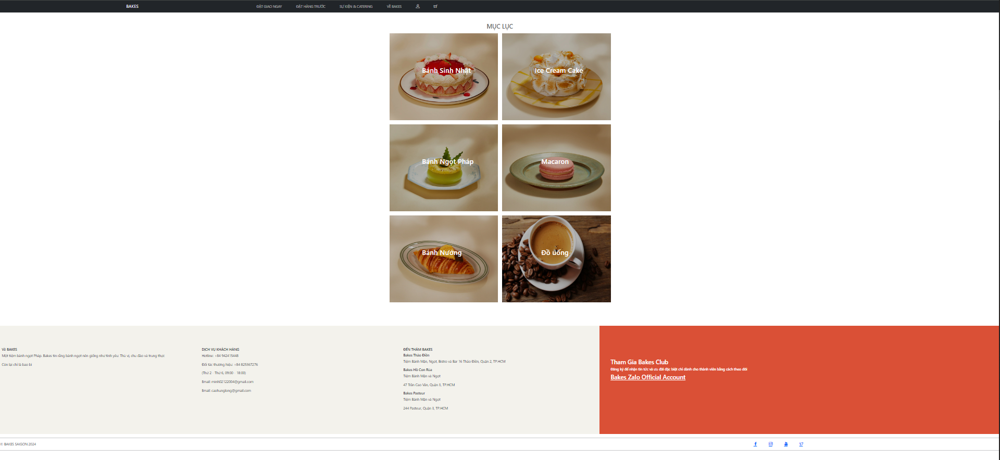 BAKES
ĐẶT GIAO NGAY
ĐẶT HÀNG TRƯỚC
SỰ KIỆN & CATERING
VỀ BAKES
MỤC LỤC
Bánh Sinh Nhật
Ice Cream Cake
Bánh Ngọt Pháp
Macaron
Bánh Nướng
Đồ uống
Về BAKES
Một tiệm bánh ngọt Pháp. Bakes tin rằng bánh ngọt nên giống như tình yêu: Thú vị, chu đáo và trung thực
Còn lại chỉ là bao bì
DỊCH VỤ KHÁCH HÀNG
Hotline: +84 942415448
Đối tác thương hiệu: +84 825367276
(Thứ 2 - Thứ 6, 09:00 - 18:00)
Email: minh02122004@gmail.com
Email: caohunglong@gmail.com
ĐẾN THĂM BAKES
Bakes Thảo Điền
Tiệm Bánh Mặn, Ngọt, Bistro và Bar 16 Thảo Điền, Quận 2, TP.HCM
Bakes Hồ Con Rùa
Tiệm Bánh Mặn và Ngọt
47 Trần Cao Vân, Quận 3, TP.HCM
Bakes Pasteur
Tiệm Bánh Mặn và Ngọt
244 Pasteur, Quận 3, TP.HCM
Tham Gia Bakes Club
Đăng ký để nhận tin tức và ưu đãi đặc biệt chỉ dành cho thành viên bằng cách theo dõi
Bakes Zalo Official Account
© BAKES SAIGON 2024